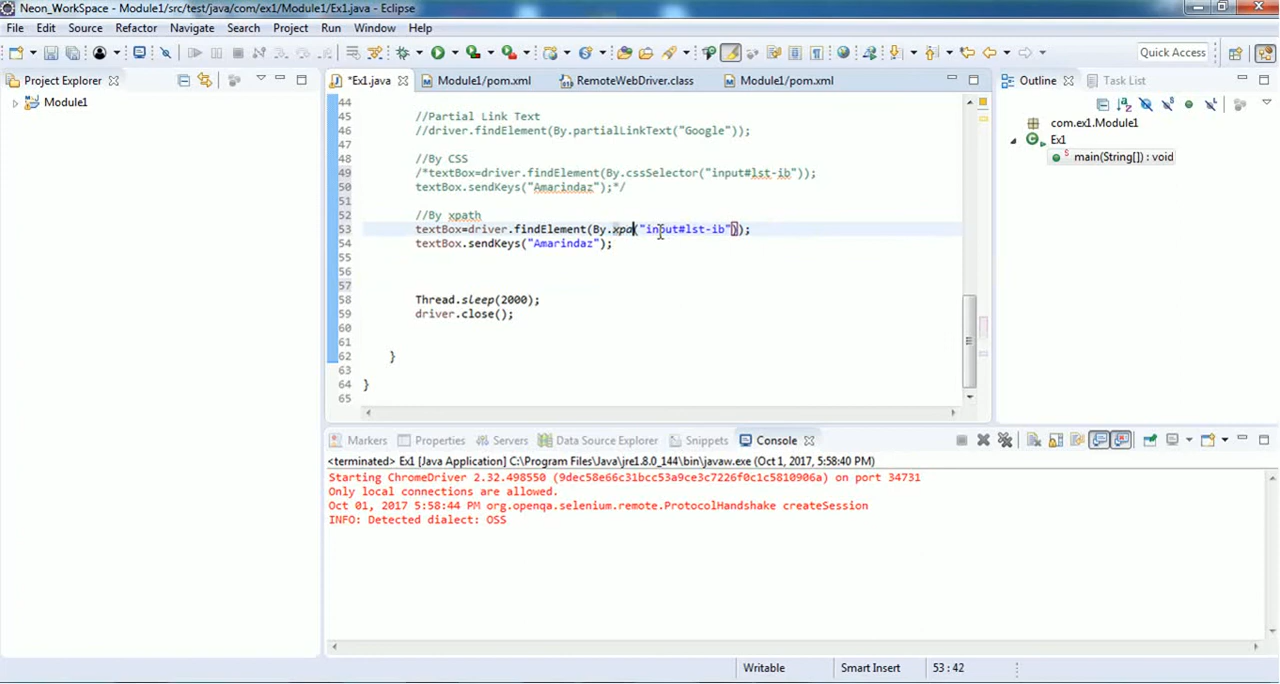 Neon_WorkSpace - Module1/src/test/java/com/ex1/Module1/Ex1.java - Eclipse
File Edit Source Refactor Navigate Search Project Run Window Help
Quick Access
Project Explorer
*Ex1.java
Module1/pom.xml
RemoteWebDriver.class
Module1/pom.xml
Outline
Task List
Module1
44
45 //Partial Link Text
46 //driver.findElement(By.partialLinkText("Google"));
47
48 //By CSS
49 /*textBox=driver.findElement(By.cssSelector("input#lst-ib"));
50 textBox.sendKeys("Amarindaz");*/
51
52 //By xpath
53 textBox=driver.findElement(By.xpa("input#lst-ib"));
54 textBox.sendKeys("Amarindaz");
55
56
57
58 Thread.sleep(2000);
59 driver.close();
60
61
62 }
63
64 }
65
com.ex1.Module1
Ex1
main(String[]) : void
Markers Properties Servers Data Source Explorer Snippets Console
<terminated> Ex1 [Java Application] C:\Program Files\Java\jre1.8.0_144\bin\javaw.exe (Oct 1, 2017, 5:58:40 PM)
Starting ChromeDriver 2.32.498550 (9dec58e66c31bcc53a9ce3c7226f0c1c5810906a) on port 34731
Only local connections are allowed.
Oct 01, 2017 5:58:44 PM org.openqa.selenium.remote.ProtocolHandshake createSession
INFO: Detected dialect: OSS
Writable Smart Insert 53 : 42